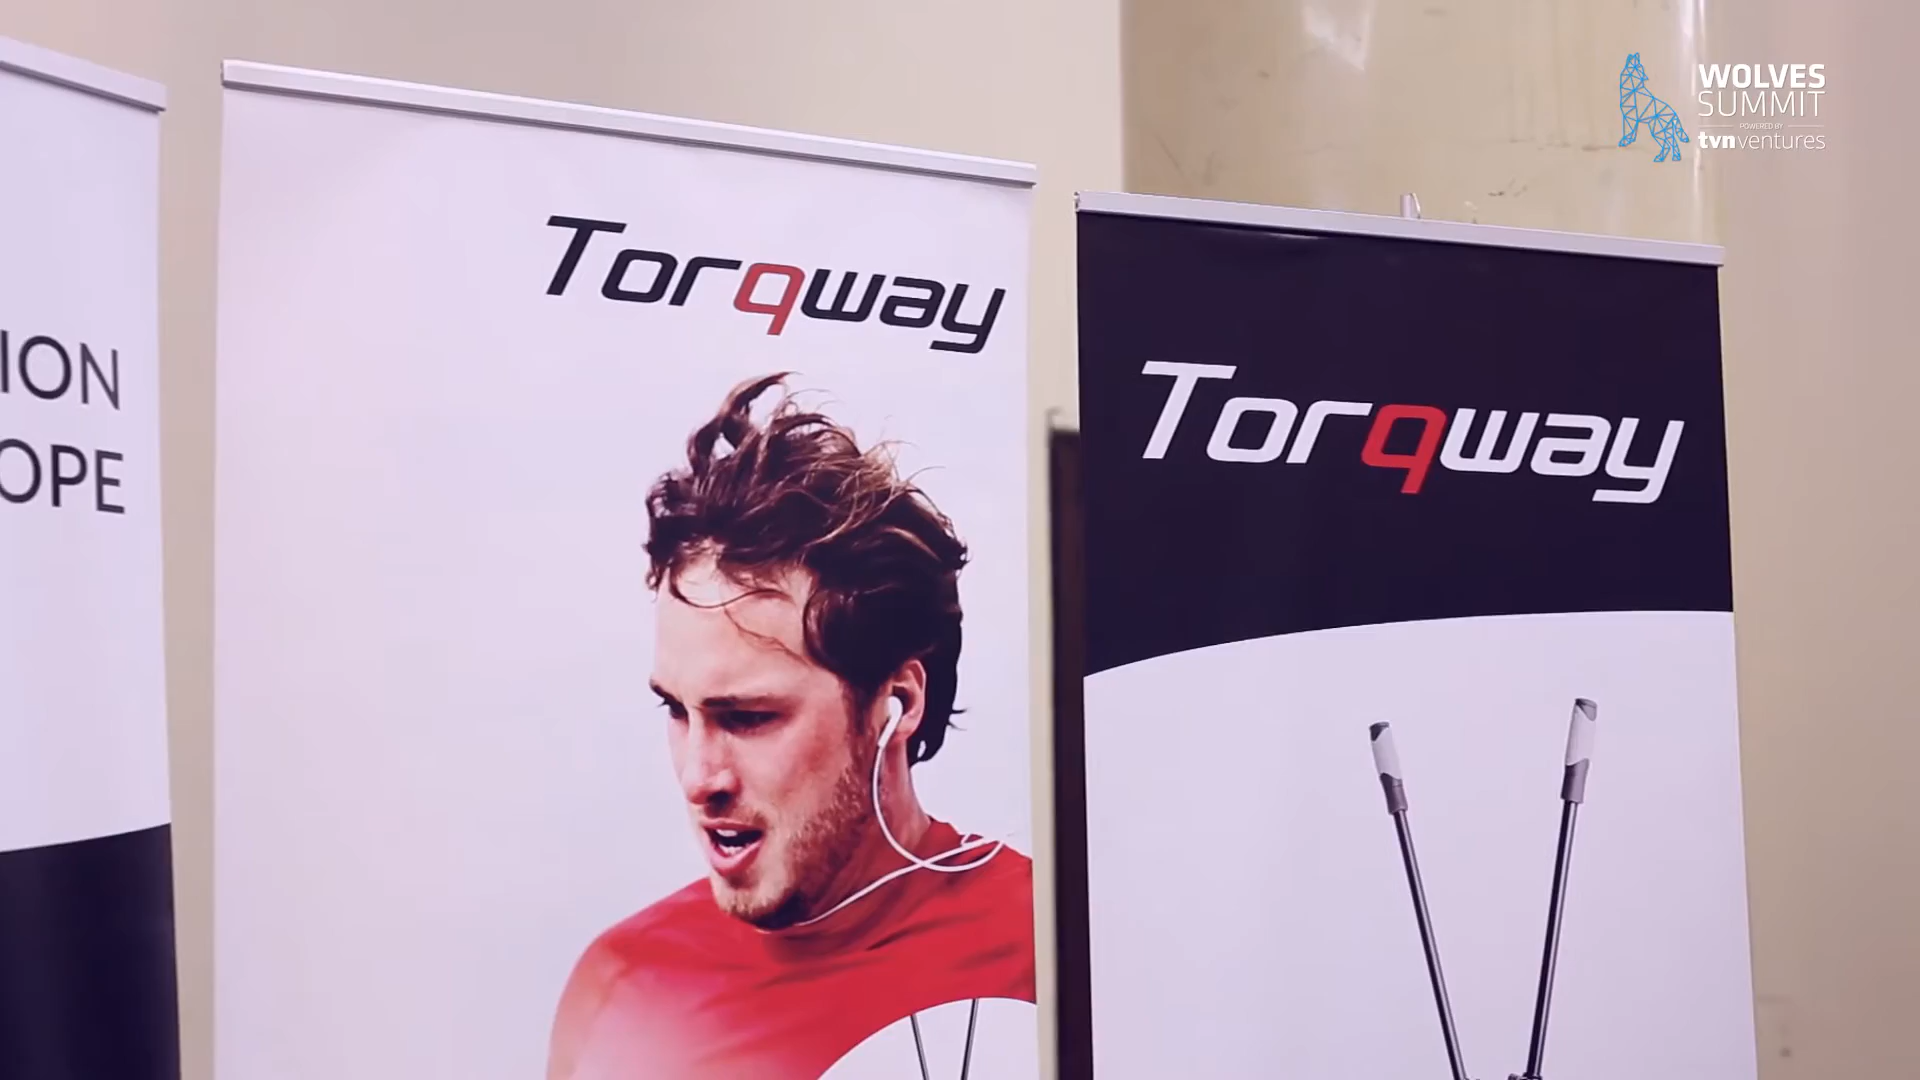 ION
OPE
Torqway
Torqway
WOLVES
SUMMIT
POWERED BY
tvn ventures